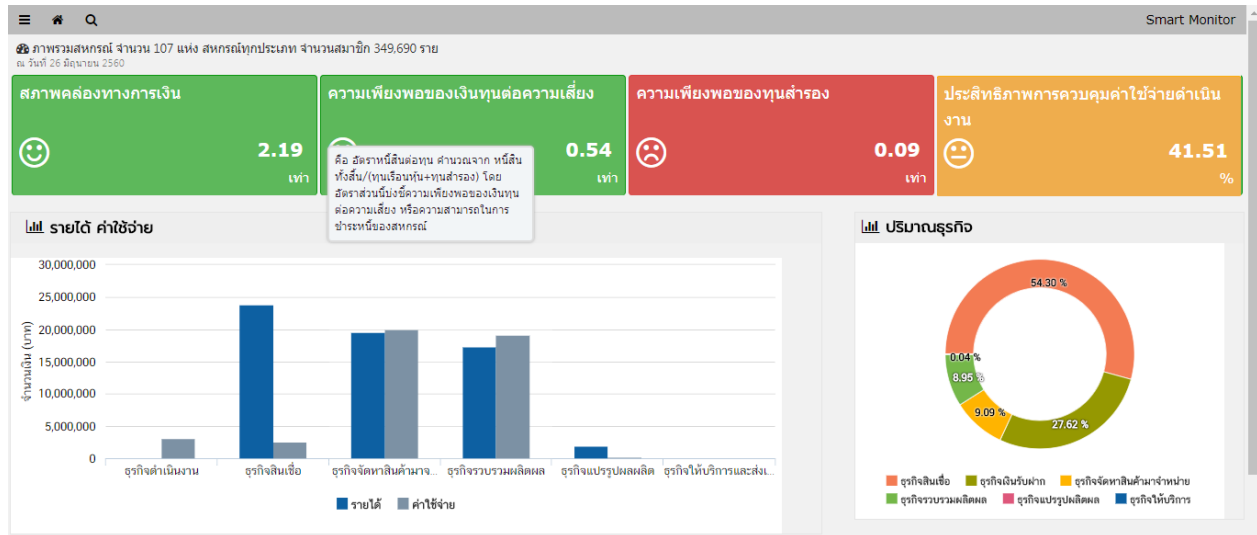 Smart Monitor
ภาพรวมสหกรณ์ จำนวน 107 แห่ง สหกรณ์ทุกประเภท จำนวนสมาชิก 349,690 ราย
ณ วันที่ 26 มิถุนายน 2560
สภาพคล่องทางการเงิน
2.19
เท่า
ความเพียงพอของเงินทุนต่อความเสี่ยง
0.54
เท่า
ความเพียงพอของทุนสำรอง
0.09
เท่า
ประสิทธิภาพการควบคุมค่าใช้จ่ายดำเนิน
งาน
41.51
%
คือ อัตราหนี้สินต่อทุน คำนวณจาก หนี้สิน
ทั้งสิ้น/(ทุนเรือนหุ้น+ทุนสำรอง) โดย
อัตราส่วนนี้บ่งชี้ความเพียงพอของเงินทุน
ต่อความเสี่ยง หรือความสามารถในการ
ชำระหนี้ของสหกรณ์
รายได้ ค่าใช้จ่าย
30,000,000
25,000,000
20,000,000
15,000,000
10,000,000
5,000,000
0
จำนวนเงิน (บาท)
ธุรกิจดำเนินงาน
ธุรกิจสินเชื่อ
ธุรกิจจัดหาสินค้ามาจ...
ธุรกิจรวบรวมผลิตผล
ธุรกิจแปรรูปผลผลิต
ธุรกิจให้บริการและส่งเ...
รายได้ ค่าใช้จ่าย
ปริมาณธุรกิจ
54.30 %
0.04 %
8.95 %
9.09 %
27.62 %
ธุรกิจสินเชื่อ ธุรกิจเงินรับฝาก ธุรกิจจัดหาสินค้ามาจำหน่าย
ธุรกิจรวบรวมผลิตผล ธุรกิจแปรรูปผลิตผล ธุรกิจให้บริการ